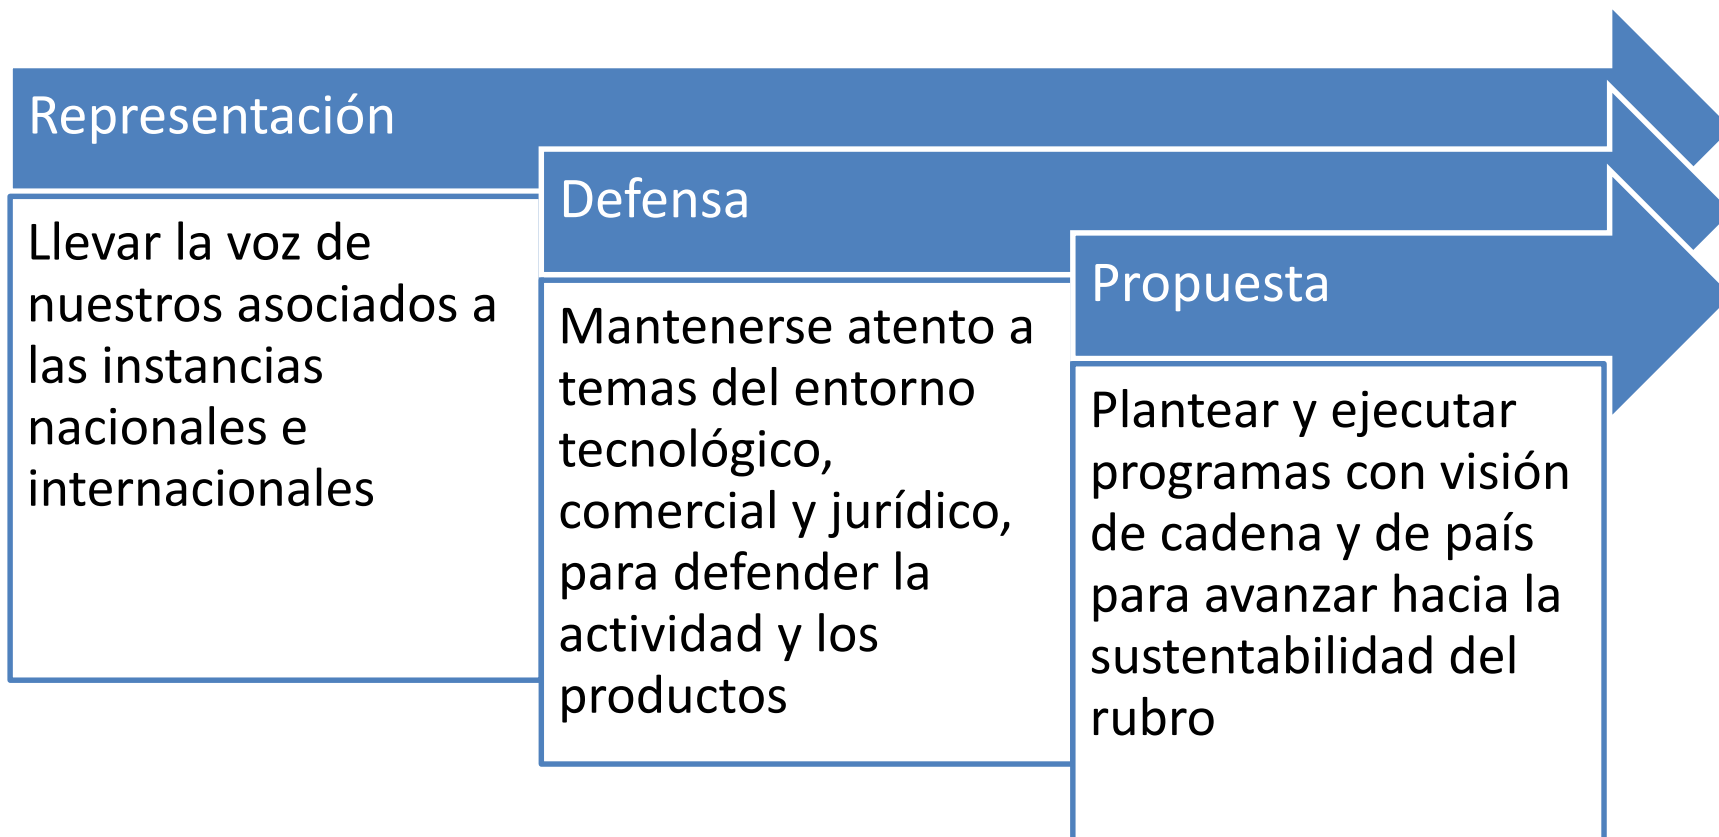 Representación
Llevar la voz de
nuestros asociados a
las instancias
nacionales e
internacionales
Defensa
Mantenerse atento a
temas del entorno
tecnológico,
comercial y jurídico,
para defender la
actividad y los
productos
Propuesta
Plantear y ejecutar
programas con visión
de cadena y de país
para avanzar hacia la
sustentabilidad del
rubro